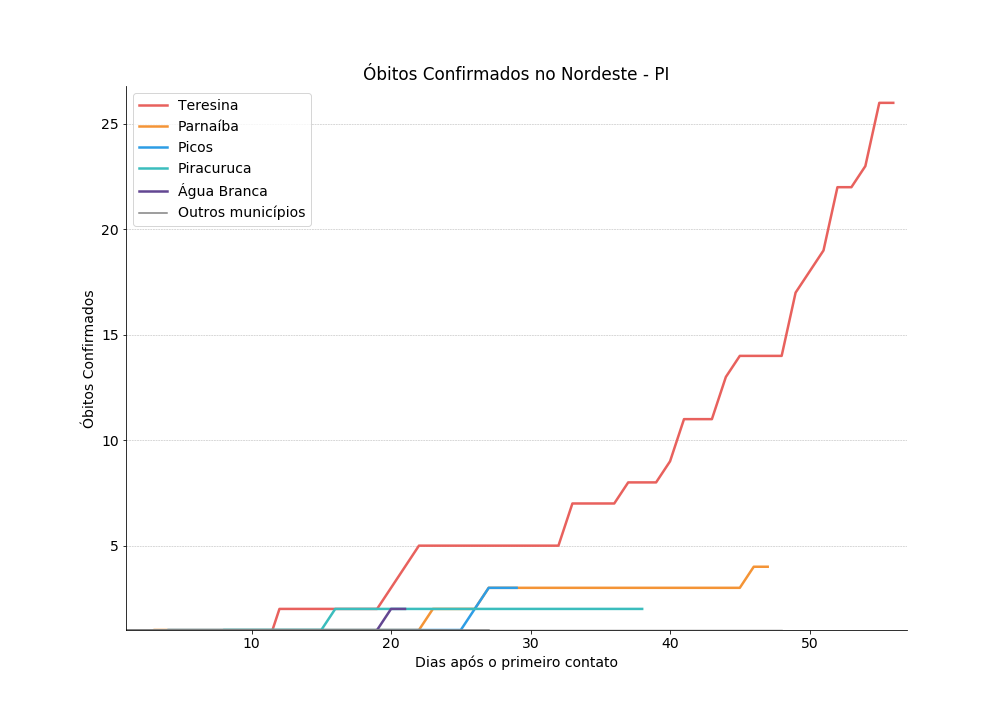 Óbitos Confirmados no Nordeste - PI
Teresina
Parnaíba
Picos
Piracuruca
Água Branca
Outros municípios
Óbitos Confirmados
25
20
15
10
5
10
20
30
40
50
Dias após o primeiro contato